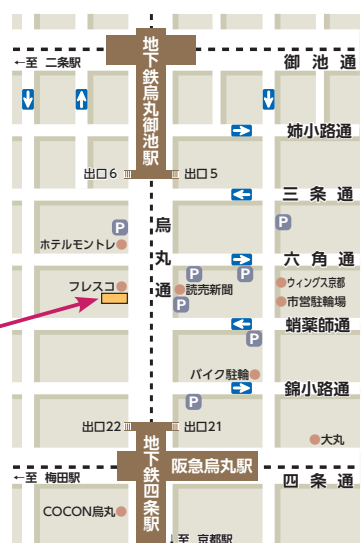 地下鉄烏丸御池駅
←至 二条駅
御池通
姉小路通
出口6
出口5
三条通
P
P
烏丸通
ホテルモントレ
六角通
P
P
フレスコ
読売新聞
ウィングス京都
P
市営駐輪場
蛸薬師通
P
バイク駐輪
錦小路通
P
出口22
出口21
地下鉄四条駅
大丸
阪急烏丸駅
←至 梅田駅
四条通
COCON烏丸
↓至 京都駅